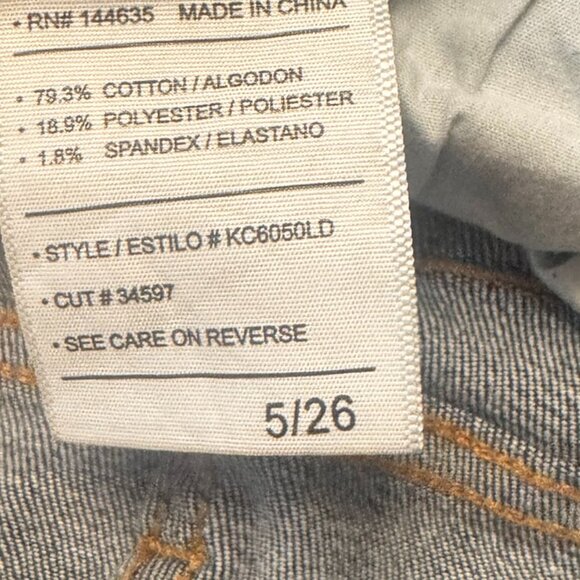 • RN# 144635 MADE IN CHINA
• 79.3% COTTON / ALGODON
• 18.9% POLYESTER / POLIESTER
• 1.8% SPANDEX / ELASTANO
• STYLE / ESTILO # KC6050LD
• CUT # 34597
• SEE CARE ON REVERSE
5/26